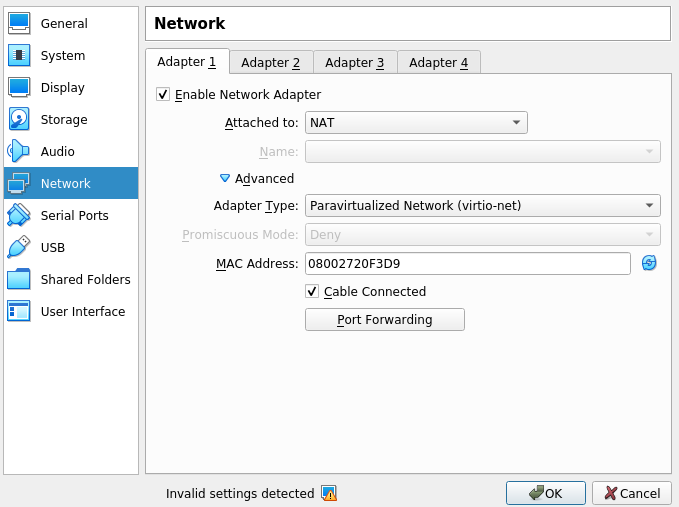 General
System
Display
Storage
Audio
Network
Serial Ports
USB
Shared Folders
User Interface
Network
Adapter 1 Adapter 2 Adapter 3 Adapter 4
Enable Network Adapter
Attached to: NAT
Name:
Advanced
Adapter Type: Paravirtualized Network (virtio-net)
Promiscuous Mode: Deny
MAC Address: 08002720F3D9
Cable Connected
Port Forwarding
Invalid settings detected OK Cancel